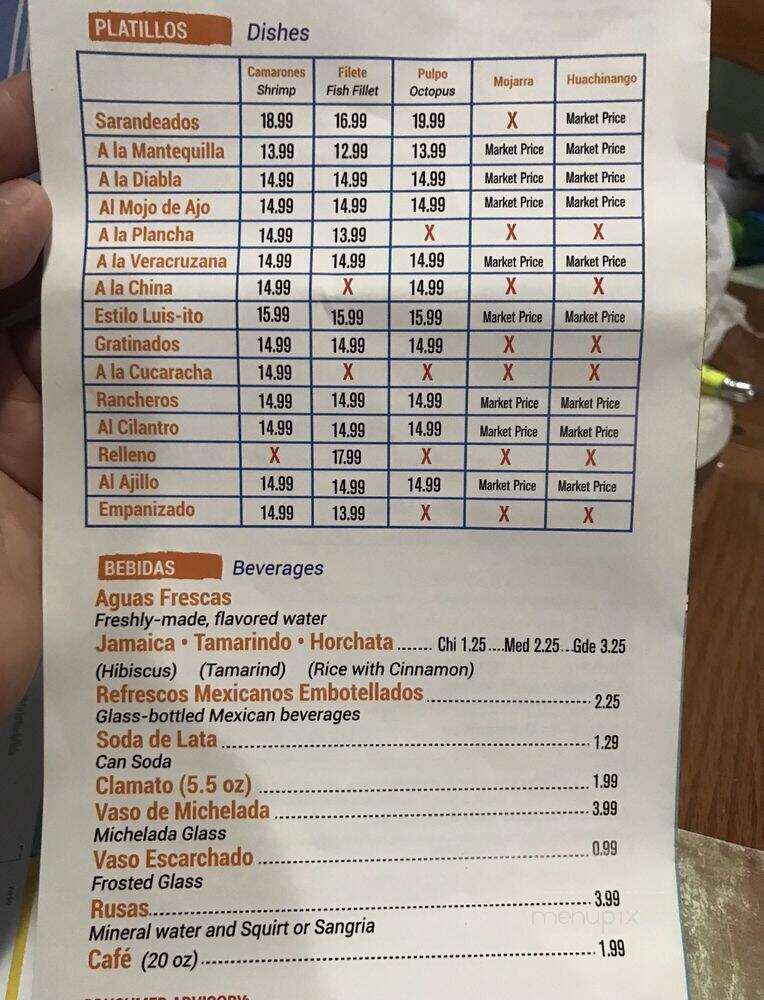 PLATILLOS Dishes
Camarones Filete Pulpo Mojarra Huachinango
Shrimp Fish Fillet Octopus
Sarandeados 18.99 16.99 19.99 X Market Price
A la Mantequilla 13.99 12.99 13.99 Market Price Market Price
A la Diabla 14.99 14.99 14.99 Market Price Market Price
Al Mojo de Ajo 14.99 14.99 14.99 Market Price Market Price
A la Plancha 14.99 13.99 X X X
A la Veracruzana 14.99 14.99 14.99 Market Price Market Price
A la China 14.99 X 14.99 X X
Estilo Luis-ito 15.99 15.99 15.99 Market Price Market Price
Gratinados 14.99 14.99 14.99 X X
A la Cucaracha 14.99 X X X X
Rancheros 14.99 14.99 14.99 Market Price Market Price
Al Cilantro 14.99 14.99 14.99 Market Price Market Price
Relleno X 17.99 X X X
Al Ajillo 14.99 14.99 14.99 Market Price Market Price
Empanizado 14.99 13.99 X X X
BEBIDAS Beverages
Aguas Frescas
Freshly-made, flavored water
Jamaica • Tamarindo • Horchata ....... Chi 1.25....Med 2.25...Gde 3.25
(Hibiscus) (Tamarind) (Rice with Cinnamon)
Refrescos Mexicanos Embotellados ........ 2.25
Glass-bottled Mexican beverages
Soda de Lata ........ 1.29
Can Soda
Clamato (5.5 oz) ........ 1.99
Vaso de Michelada ........ 3.99
Michelada Glass
Vaso Escarchado ........ 0.99
Frosted Glass
Rusas ........ 3.99
Mineral water and Squirt or Sangria
Café (20 oz) ........ 1.99
menupix
CONSUMER ADVISORY: